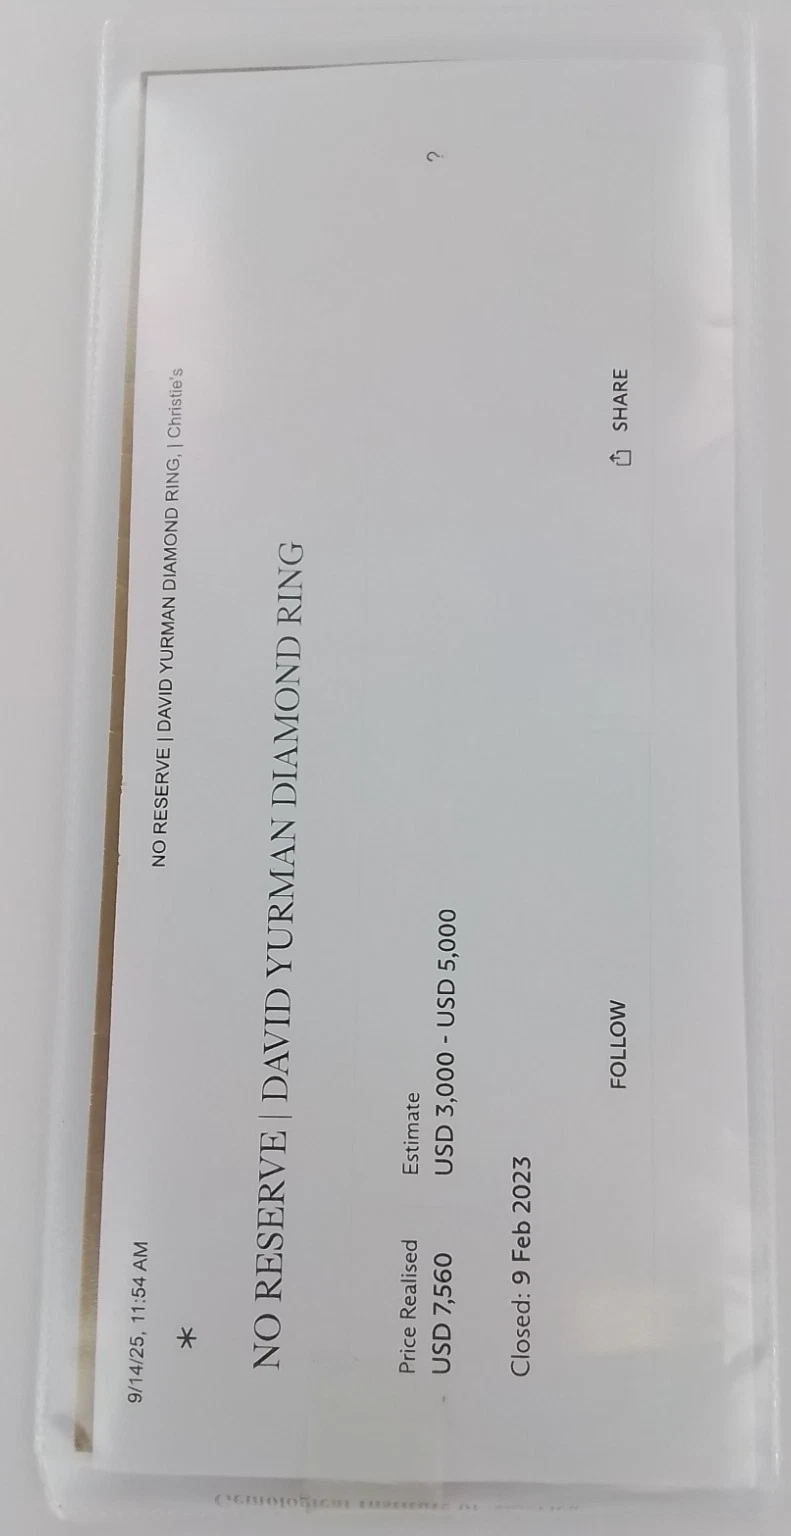 9/14/25, 11:54 AM
NO RESERVE | DAVID YURMAN DIAMOND RING, | Christie's
*
NO RESERVE | DAVID YURMAN DIAMOND RING
Price Realised
Estimate
?
USD 7,560
USD 3,000 - USD 5,000
Closed: 9 Feb 2023
FOLLOW
SHARE